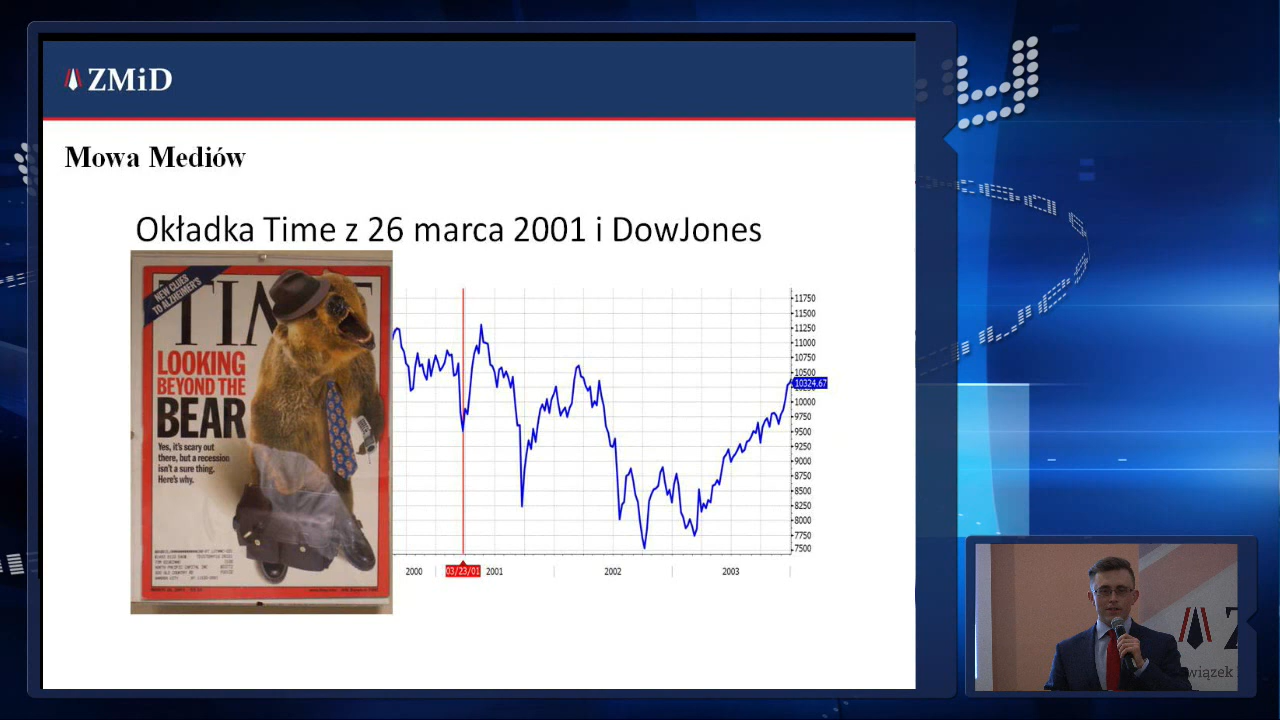 ZMiD
Mowa Mediów
Okładka Time z 26 marca 2001 i DowJones
NEW CLUES
TO ALZHEIMER'S
TIME
LOOKING
BEYOND THE
BEAR
Yes, it's scary out
there, but a recession
isn't a sure thing.
Here's why.
11750
11500
11250
11000
10750
10500
10324.67
10000
9750
9500
9250
9000
8750
8500
8250
8000
7750
7500
2000
03/23/01
2001
2002
2003
Z
wiązek